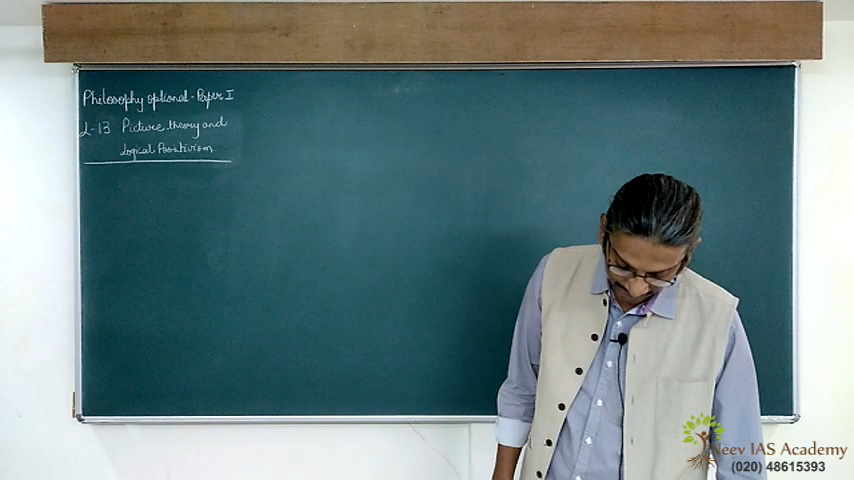 Philosophy optional - Paper I
L-13 Picture theory and
Logical Positivism
Neev IAS Academy
(020) 48615393